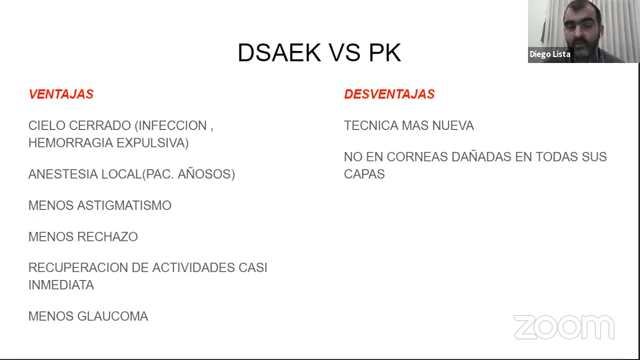 DSAEK VS PK
Diego Lista
VENTAJAS
CIELO CERRADO (INFECCION ,
HEMORRAGIA EXPULSIVA)
ANESTESIA LOCAL(PAC. AÑOSOS)
MENOS ASTIGMATISMO
MENOS RECHAZO
RECUPERACION DE ACTIVIDADES CASI
INMEDIATA
MENOS GLAUCOMA
DESVENTAJAS
TECNICA MAS NUEVA
NO EN CORNEAS DAÑADAS EN TODAS SUS
CAPAS
zoom